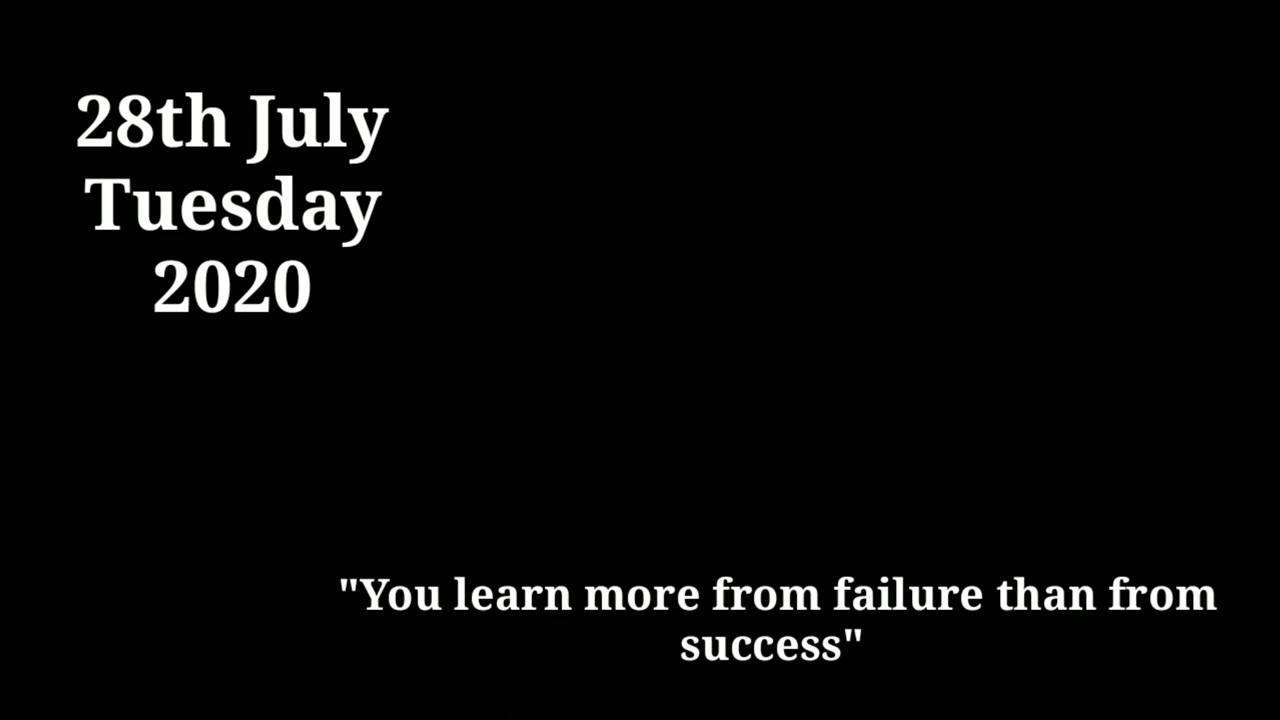 28th July
Tuesday
2020
"You learn more from failure than from
success"